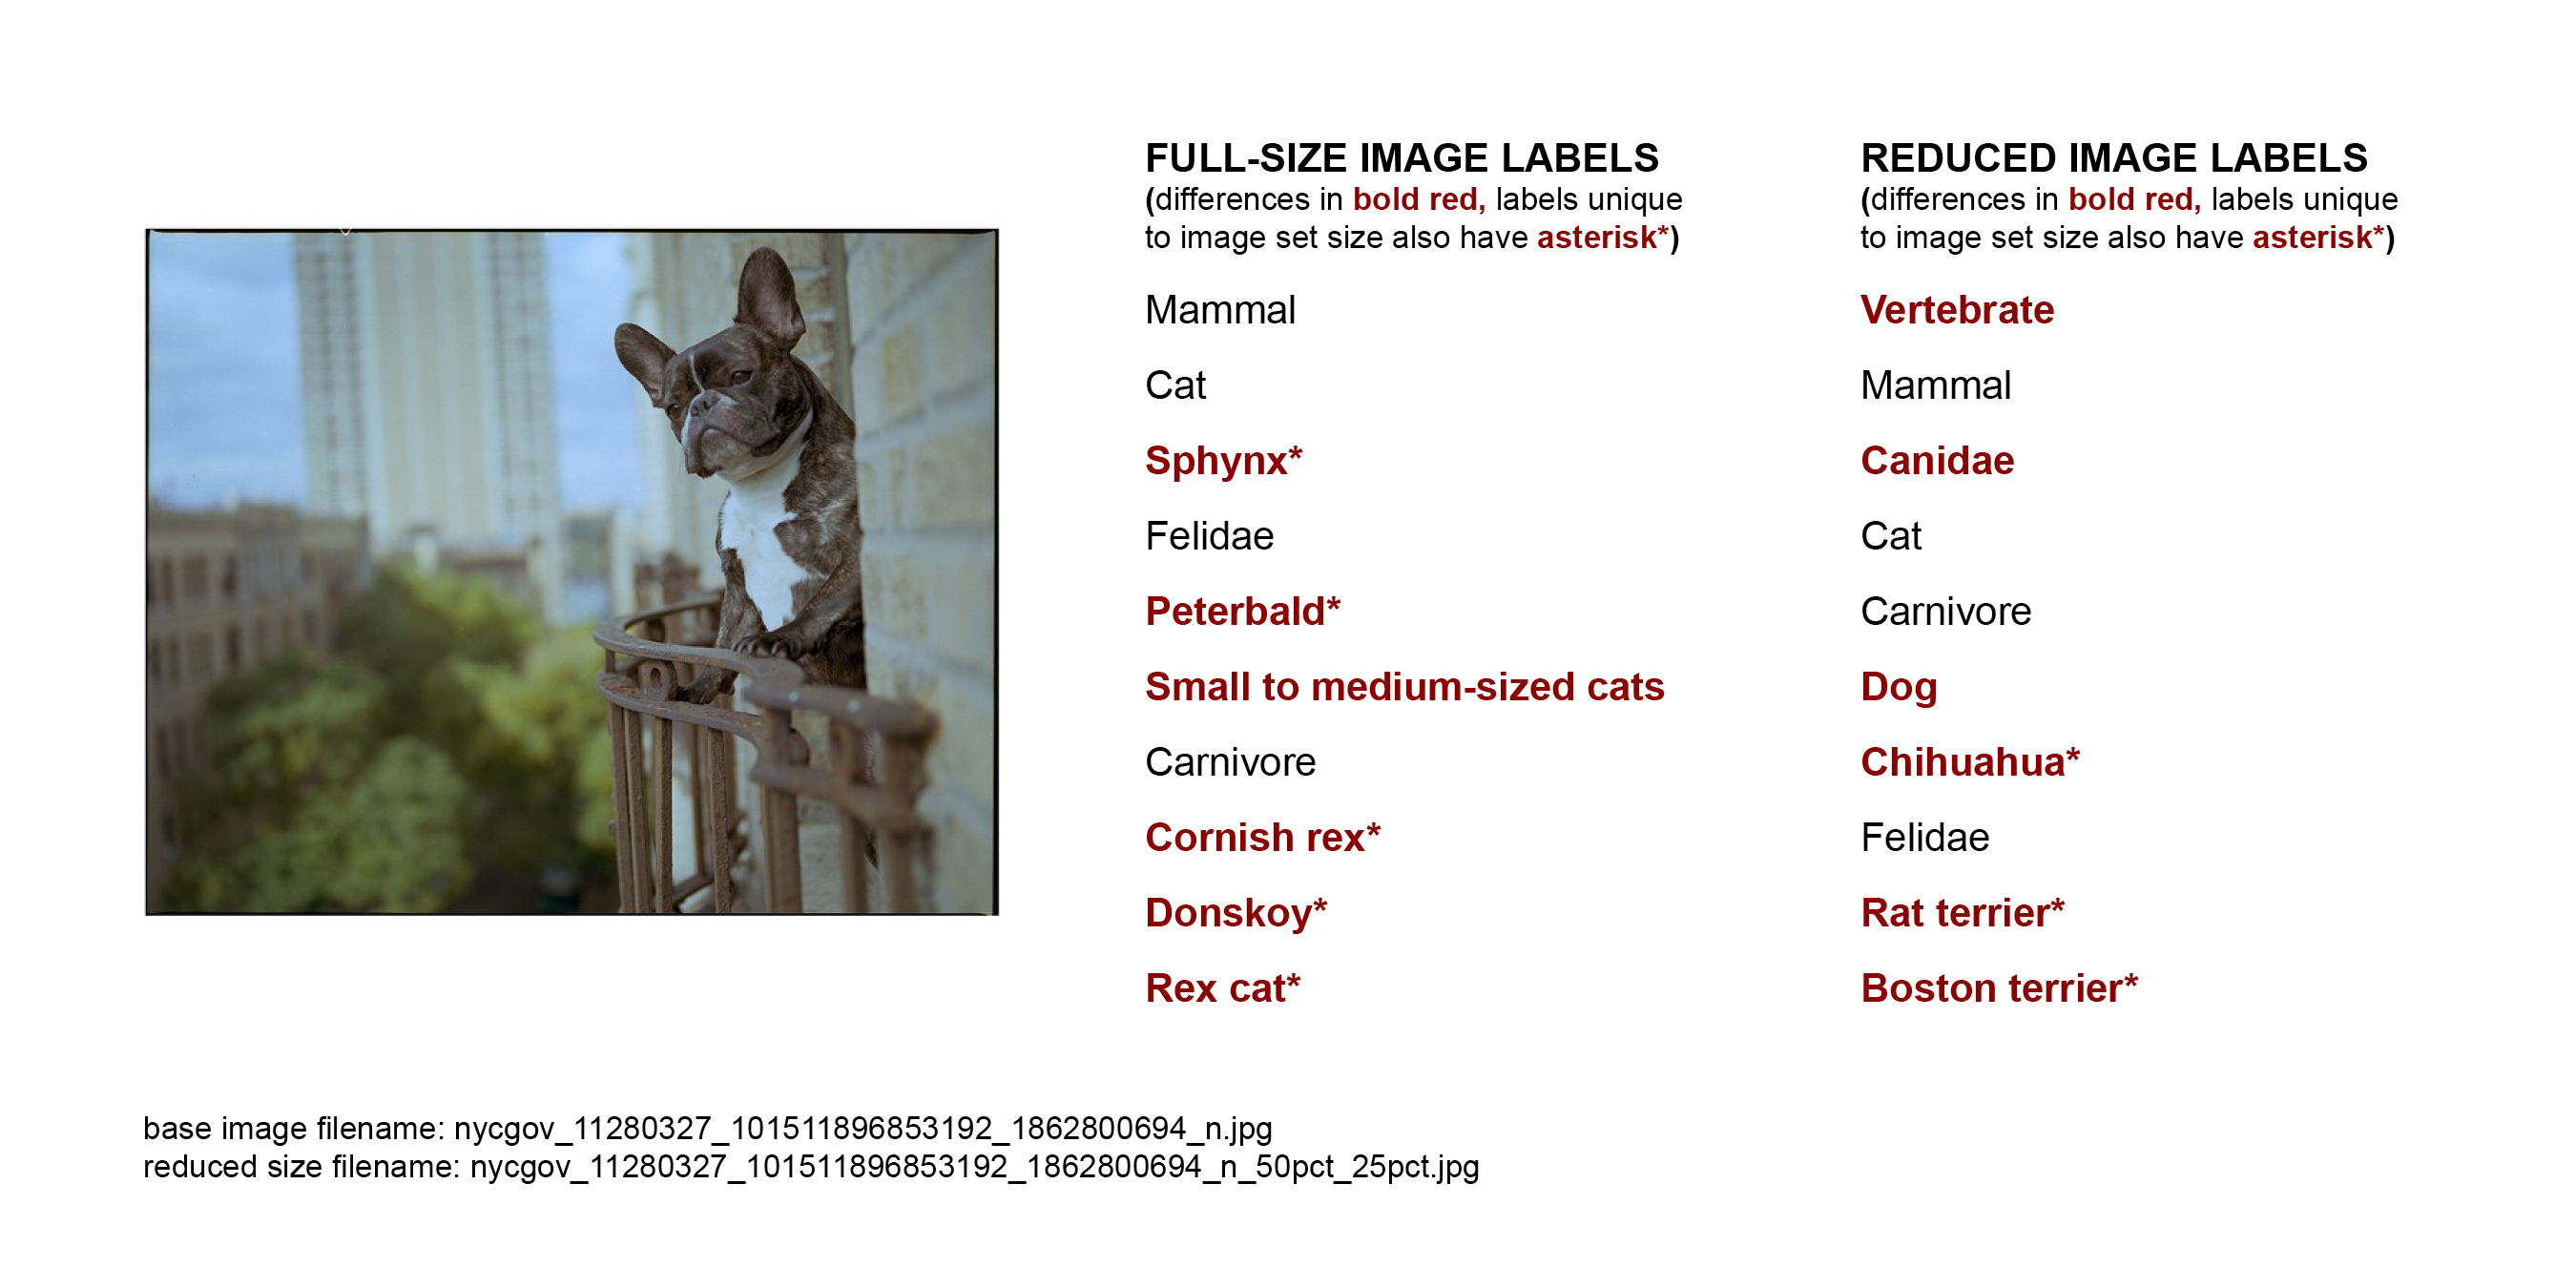 FULL-SIZE IMAGE LABELS
(differences in bold red, labels unique
to image set size also have asterisk*)
Mammal
Cat
Sphynx*
Felidae
Peterbald*
Small to medium-sized cats
Carnivore
Cornish rex*
Donskoy*
Rex cat*
REDUCED IMAGE LABELS
(differences in bold red, labels unique
to image set size also have asterisk*)
Vertebrate
Mammal
Canidae
Cat
Carnivore
Dog
Chihuahua*
Felidae
Rat terrier*
Boston terrier*
base image filename: nycgov_11280327_101511896853192_1862800694_n.jpg
reduced size filename: nycgov_11280327_101511896853192_1862800694_n_50pct_25pct.jpg